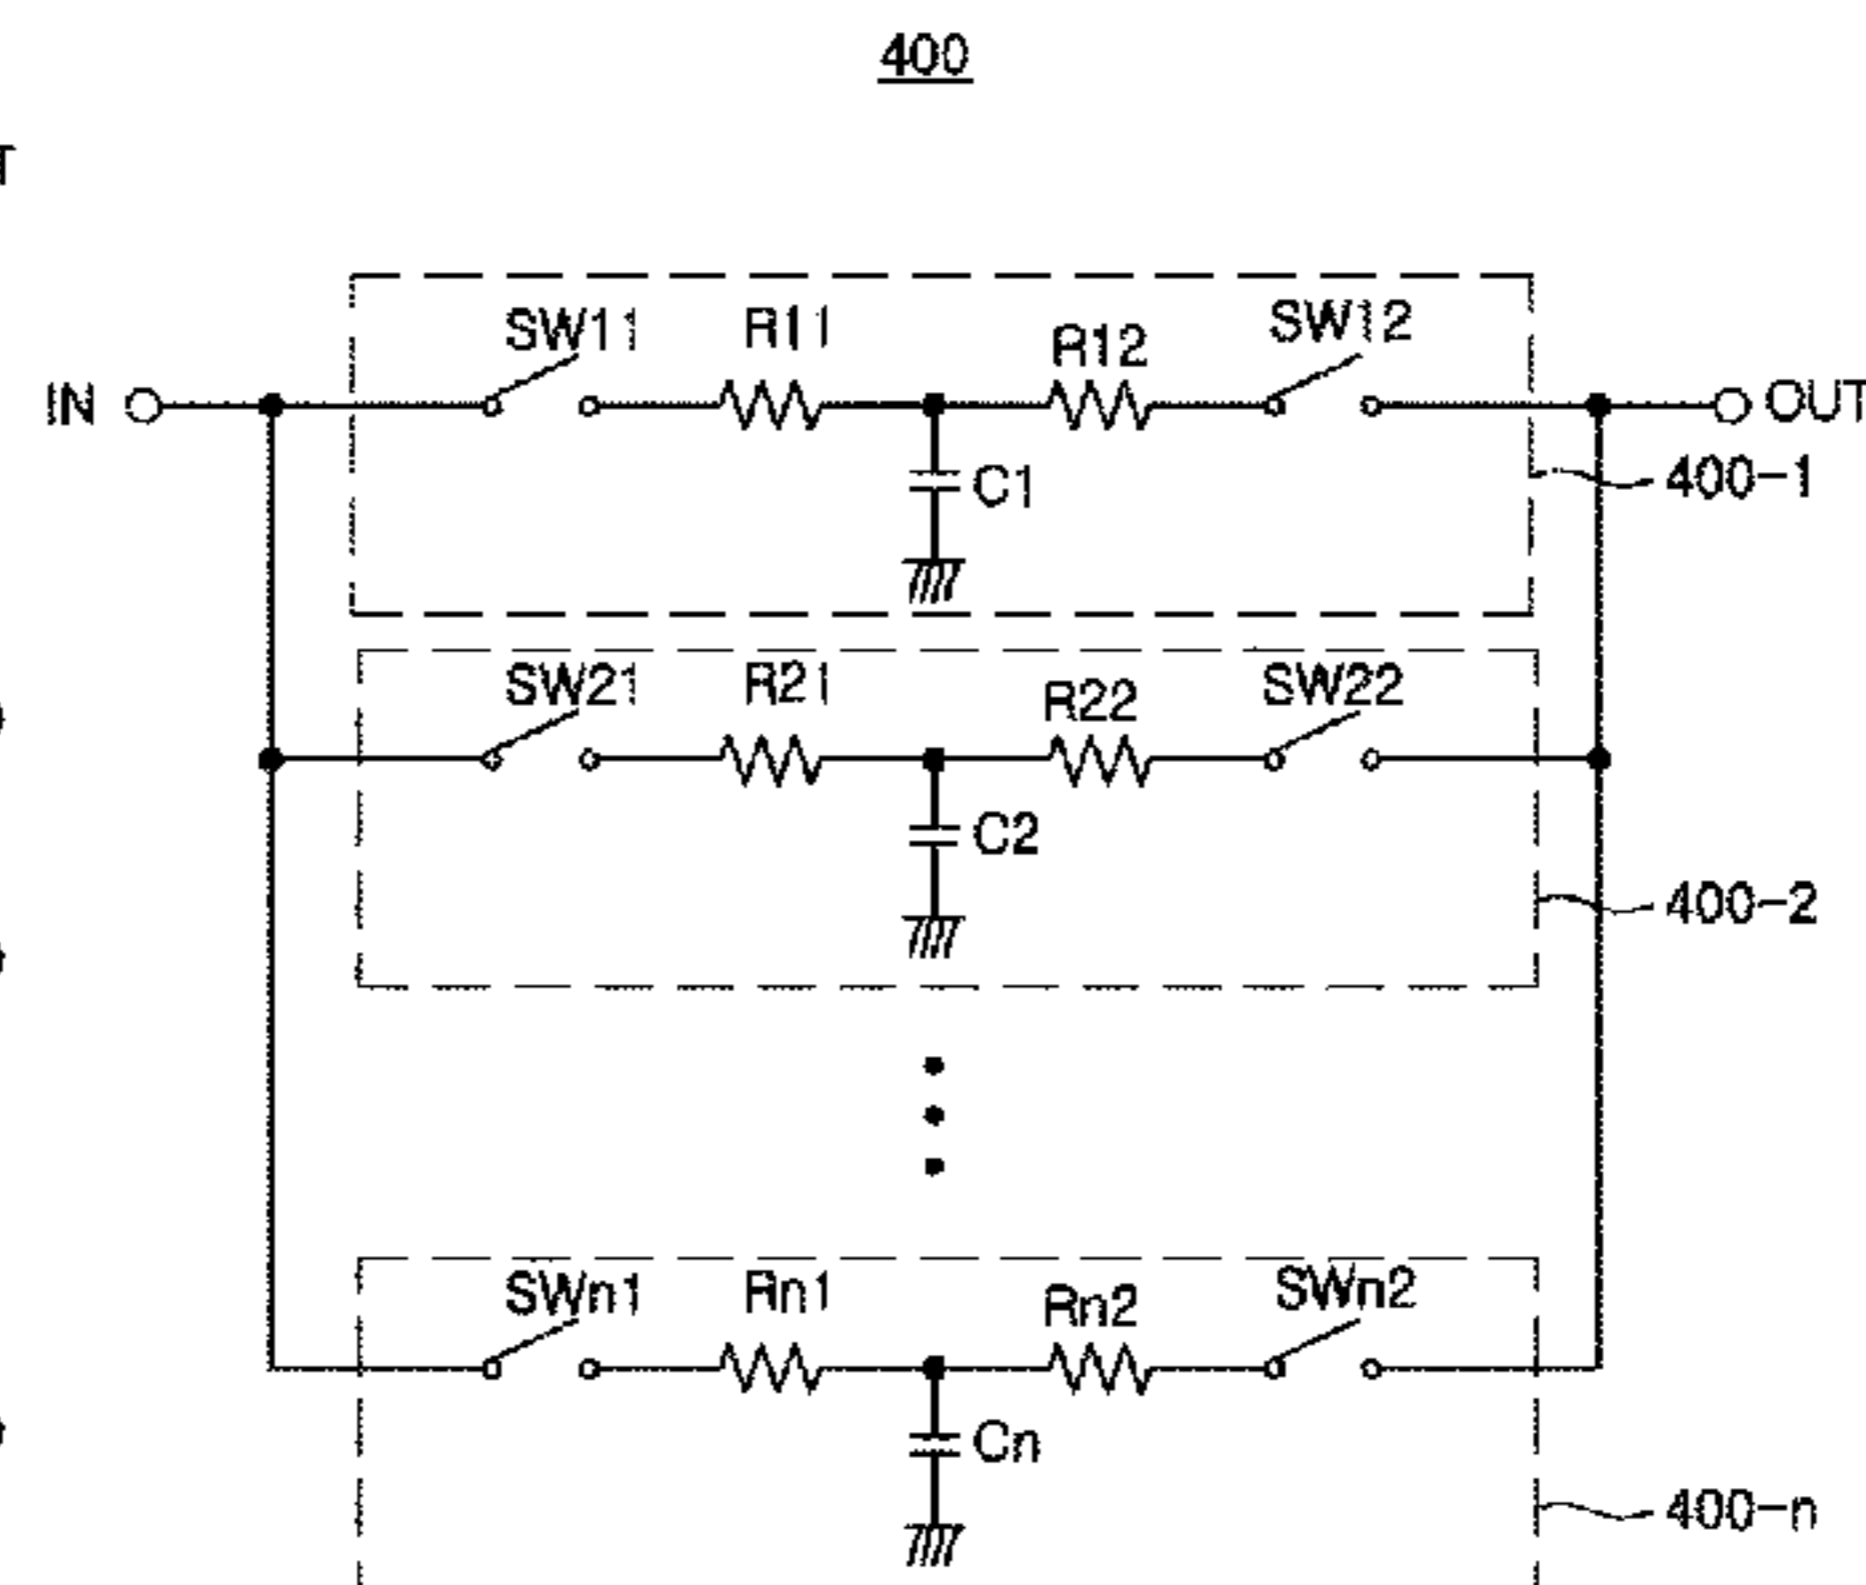 400
T
SW11 R11 R12 SW12
IN OUT
C1 400-1
SW21 R21 R22 SW22
C2
400-2
SWn1 Rn1 Rn2 SWn2
Cn
400-n